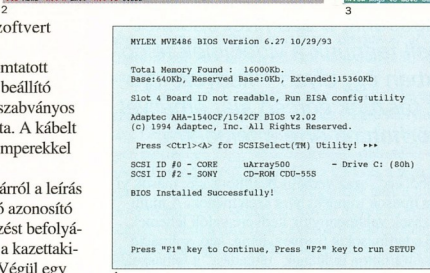 2
3
zoftvert
mtatott
beállító
szabványos
ta. A kábelt
mperekkel
árról a leírás
ó azonosító
zést befolyá-
a kazettaki-
Végül egy
MYLEX MVE486 BIOS Version 6.27 10/29/93
Total Memory Found : 16000Kb.
Base:640Kb, Reserved Base:0Kb, Extended:15360Kb
Slot 4 Board ID not readable, Run EISA config utility
Adaptec AHA-1540CF/1542CF BIOS v2.02
(c) 1994 Adaptec, Inc. All Rights Reserved.
Press <Ctrl><A> for SCSISelect(TM) Utility! ►►►
SCSI ID #0 - CORE uArray500 - Drive C: (80h)
SCSI ID #2 - SONY CD-ROM CDU-55S
BIOS Installed Successfully!
Press "F1" key to Continue, Press "F2" key to run SETUP